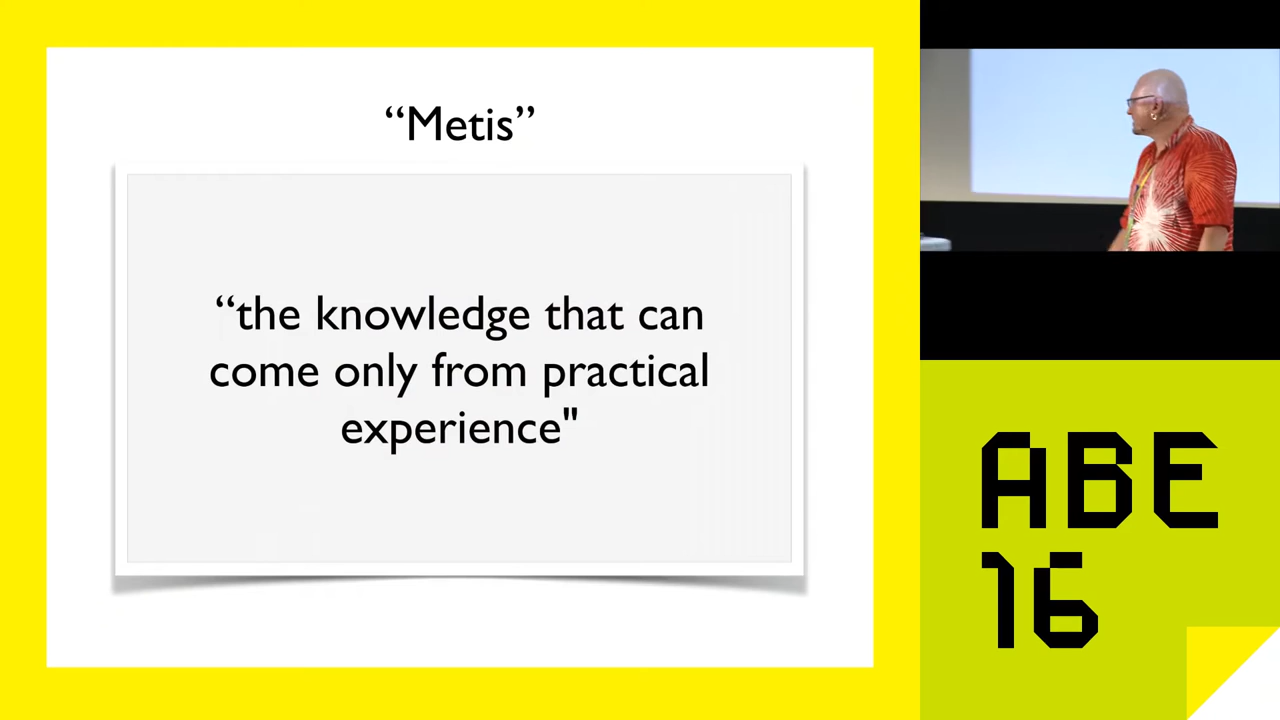 “Metis”
“the knowledge that can
come only from practical
experience"
ABE
16